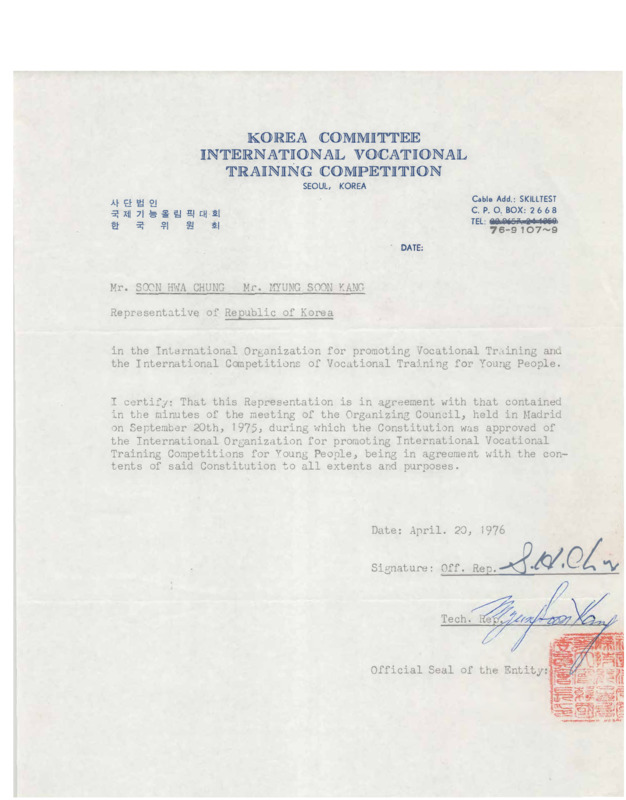 KOREA COMMITTEE
INTERNATIONAL VOCATIONAL
TRAINING COMPETITION
SEOUL, KOREA
사단법인
국제기능올림픽대회
한국위원회
Cable Add.: SKILLTEST
C. P. O. BOX: 2668
TEL:
76-9107~9
DATE:
Mr. SOON HWA CHUNG Mr. MYUNG SOON KANG
Representative of Republic of Korea
in the International Organization for promoting Vocational Training and
the International Competitions of Vocational Training for Young People.
I certify: That this Representation is in agreement with that contained
in the minutes of the meeting of the Organizing Council, held in Madrid
on September 20th, 1975, during which the Constitution was approved of
the International Organization for promoting International Vocational
Training Competitions for Young People, being in agreement with the con-
tents of said Constitution to all extents and purposes.
Date: April. 20, 1976
Signature: Off. Rep. S.H.Ch
Tech. Rep. Myung Soon Kang
Official Seal of the Entity: